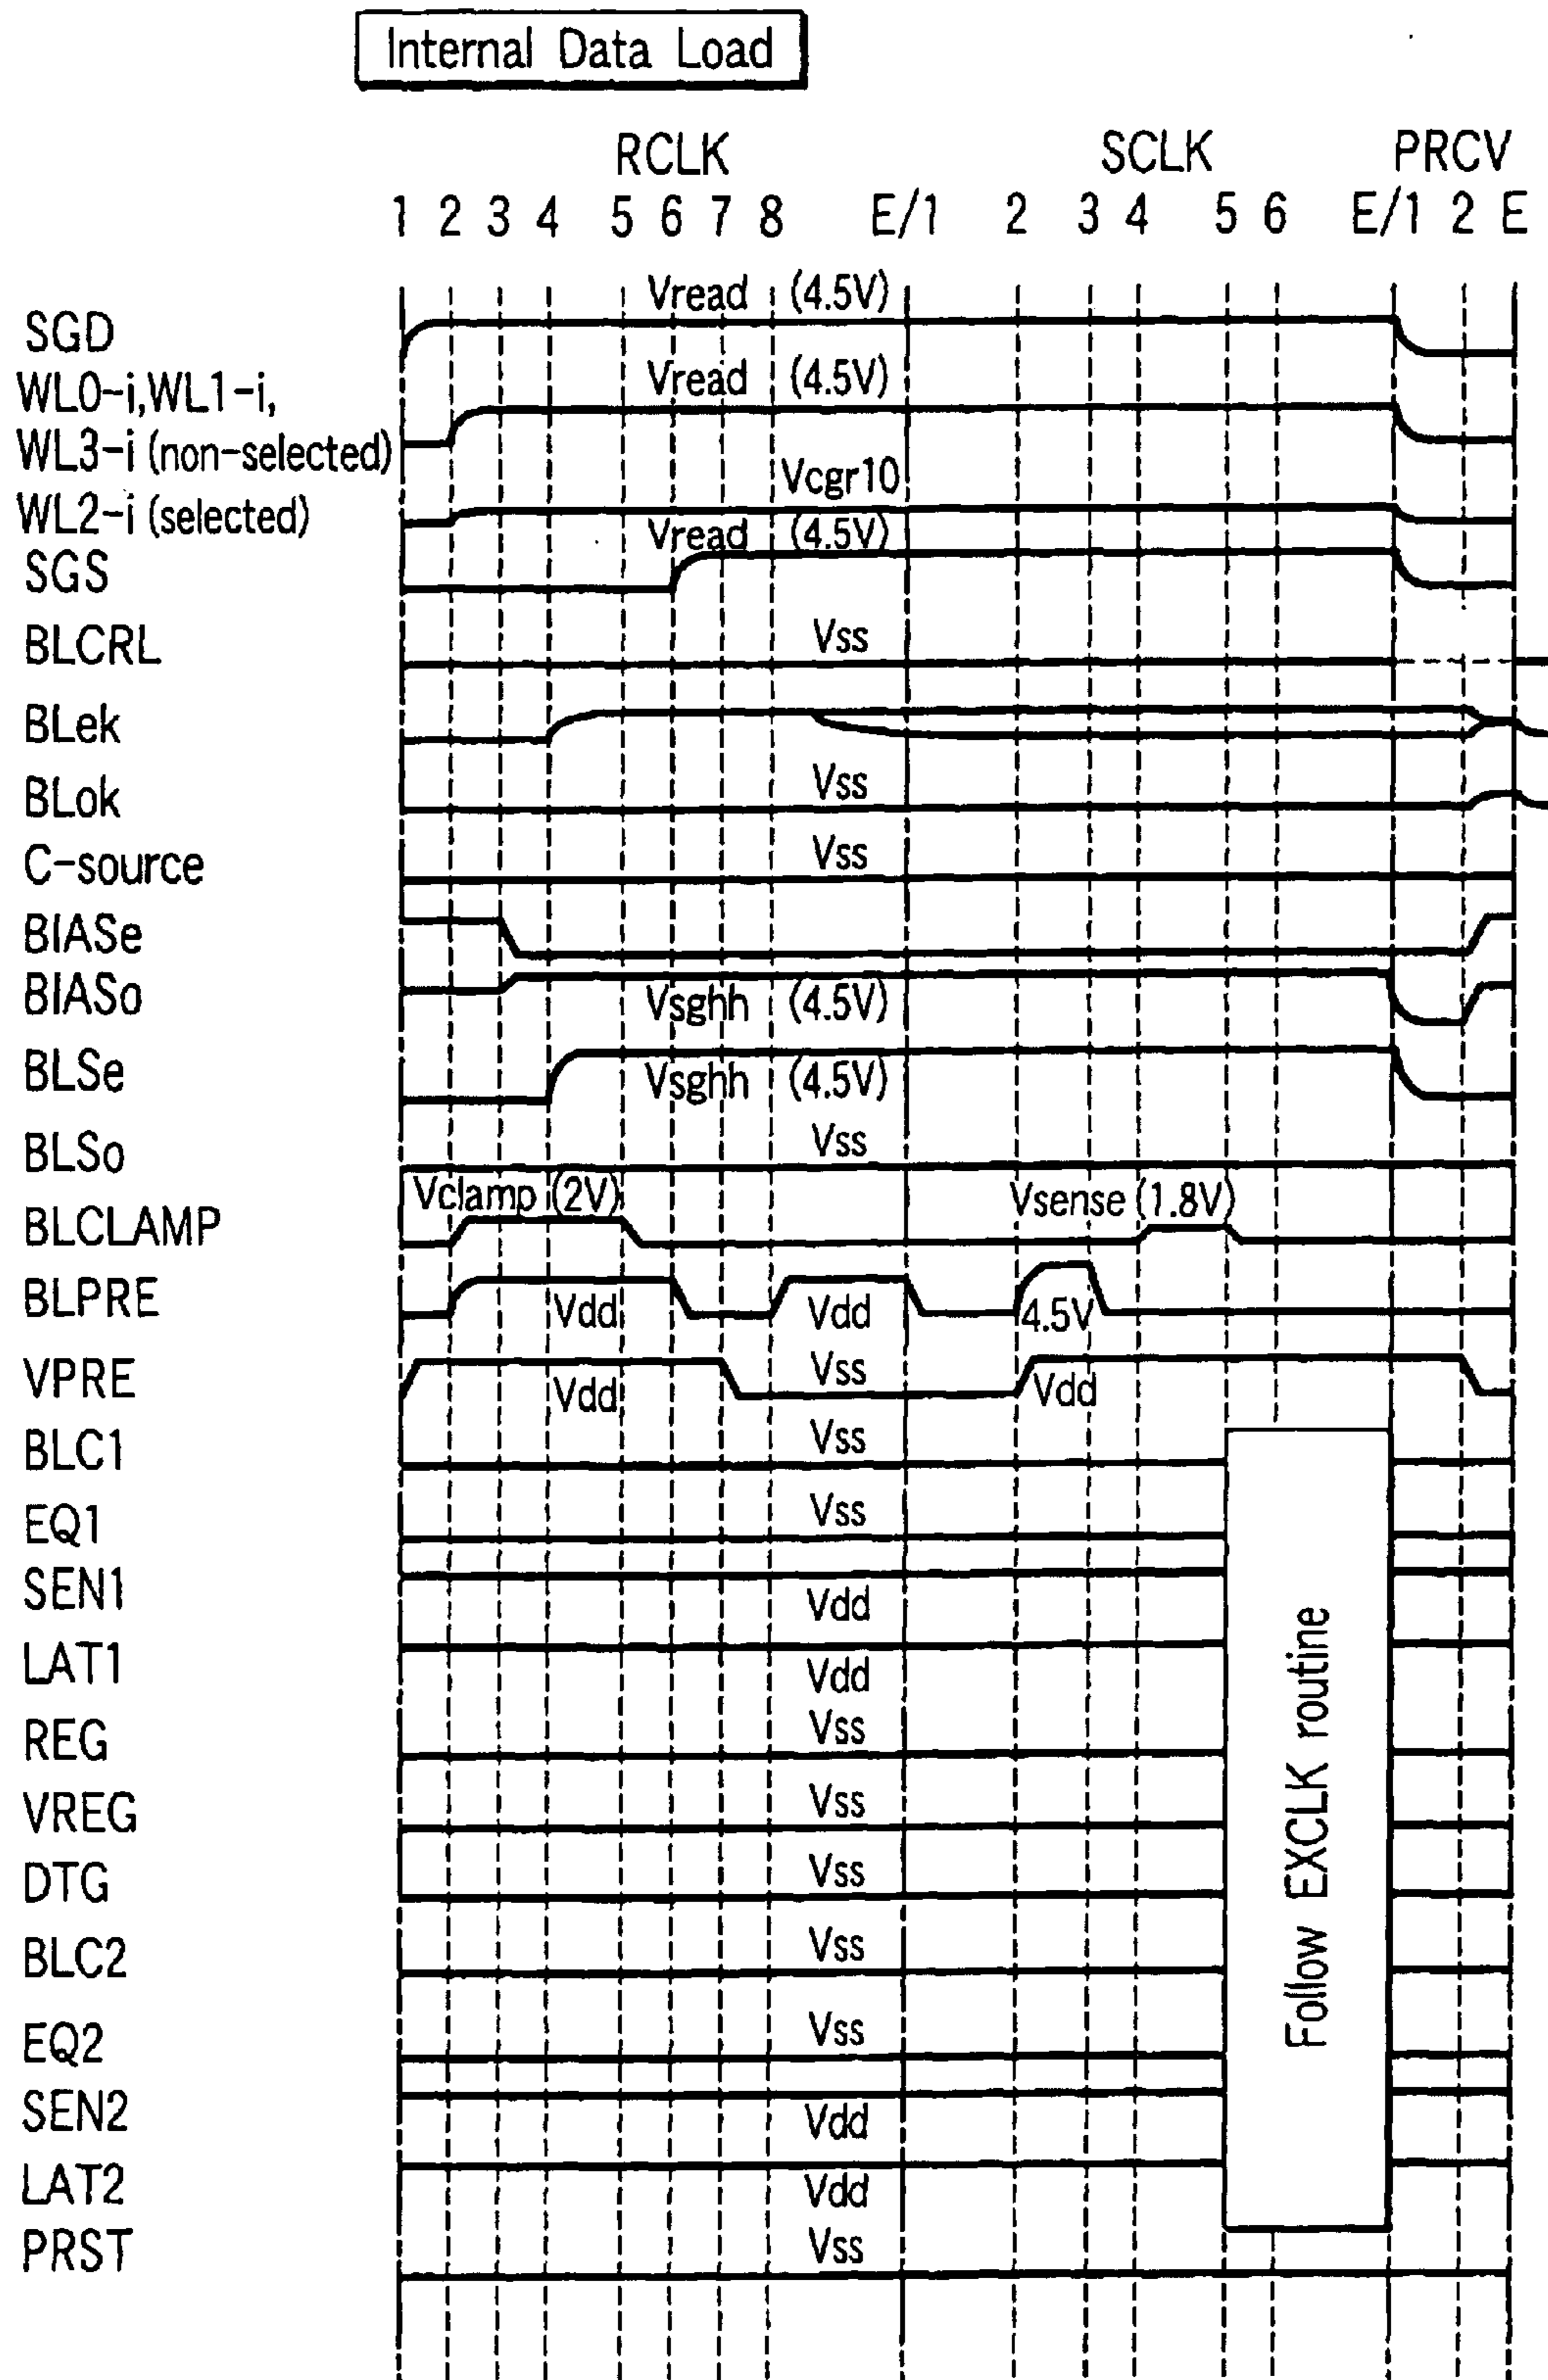 Internal Data Load
RCLK SCLK PRCV
1 2 3 4 5 6 7 8 E/1 2 3 4 5 6 E/1 2 E
SGD Vread (4.5V)
WL0-i,WL1-i, Vread (4.5V)
WL3-i (non-selected)
WL2-i (selected) Vcgr10
SGS Vread (4.5V)
BLCRL Vss
BLek
BLok Vss
C-source Vss
BIASe
BIASo Vsghh (4.5V)
BLSe Vsghh (4.5V)
BLSo Vss
BLCLAMP Vclamp (2V) Vsense (1.8V)
BLPRE Vdd Vdd 4.5V
VPRE Vdd Vss Vdd
BLC1 Vss
EQ1 Vss
SEN1 Vdd
LAT1 Vdd
REG Vss
VREG Vss
DTG Vss
BLC2 Vss
EQ2 Vss
SEN2 Vdd
LAT2 Vdd
PRST Vss
Follow EXCLK routine